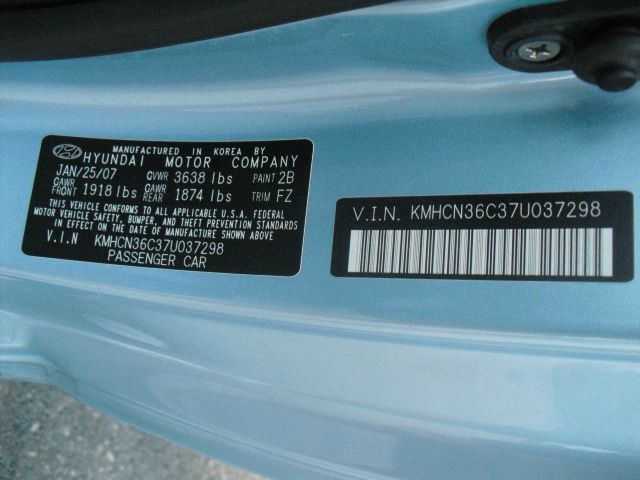 MANUFACTURED IN KOREA BY
HYUNDAI MOTOR COMPANY
JAN/25/07 GVWR 3638 lbs PAINT 2B
GAWR FRONT 1918 lbs GAWR REAR 1874 lbs TRIM FZ
THIS VEHICLE CONFORMS TO ALL APPLICABLE U.S.A. FEDERAL
MOTOR VEHICLE SAFETY, BUMPER, AND THEFT PREVENTION STANDARDS
IN EFFECT ON THE DATE OF MANUFACTURE SHOWN ABOVE
V.I.N KMHCN36C37U037298
PASSENGER CAR
V.I.N. KMHCN36C37U037298